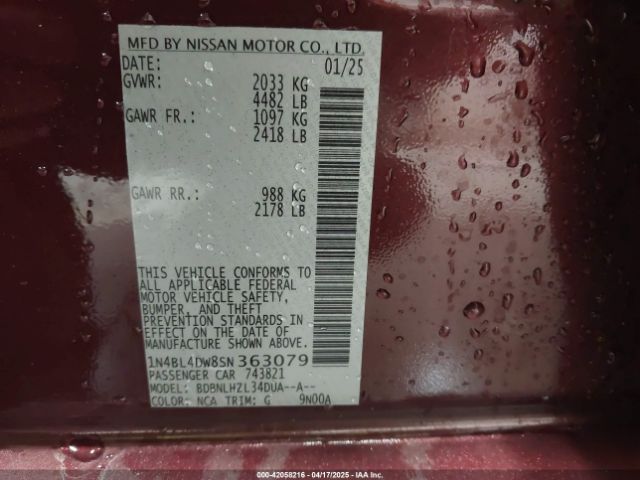 MFD BY NISSAN MOTOR CO., LTD.
DATE: 01/25
GVWR: 2033 KG
4482 LB
GAWR FR.: 1097 KG
2418 LB
GAWR RR.: 988 KG
2178 LB
THIS VEHICLE CONFORMS TO
ALL APPLICABLE FEDERAL
MOTOR VEHICLE SAFETY,
BUMPER, AND THEFT
PREVENTION STANDARDS IN
EFFECT ON THE DATE OF
MANUFACTURE SHOWN ABOVE.
1N4BL4DW8SN363079
PASSENGER CAR 743821
MODEL: BDBNLHZL34DUA--A--
COLOR: NCA TRIM: G 9N00A
000-42058216 - 04/17/2025 - IAA Inc.